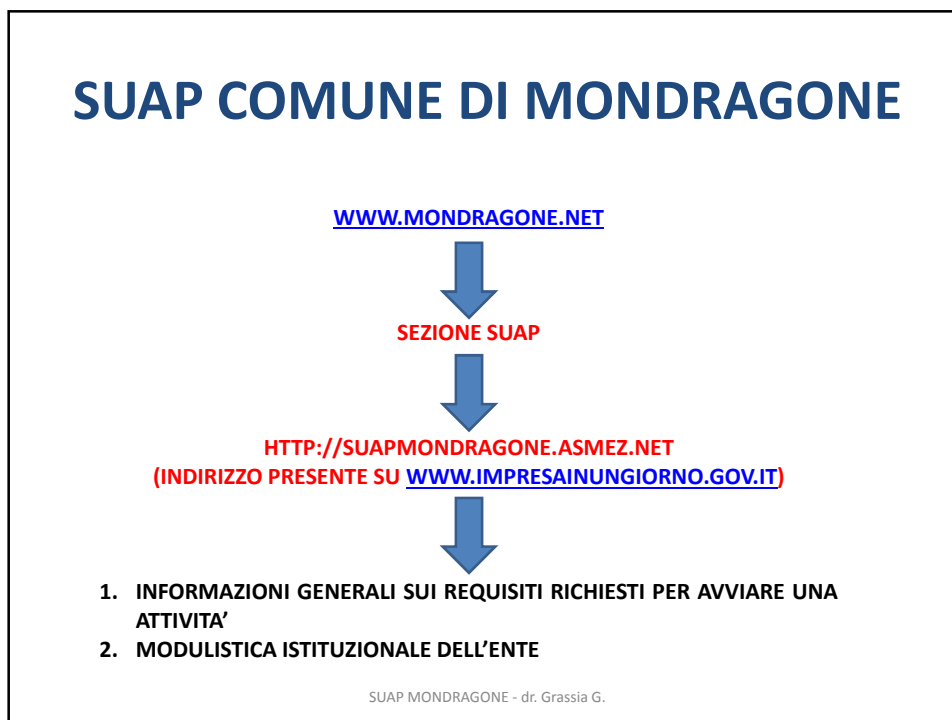 SUAP COMUNE DI MONDRAGONE
WWW.MONDRAGONE.NET
SEZIONE SUAP
HTTP://SUAPMONDRAGONE.ASMEZ.NET
(INDIRIZZO PRESENTE SU WWW.IMPRESAINUNGIORNO.GOV.IT)
1. INFORMAZIONI GENERALI SUI REQUISITI RICHIESTI PER AVVIARE UNA
ATTIVITA’
2. MODULISTICA ISTITUZIONALE DELL’ENTE
SUAP MONDRAGONE - dr. Grassia G.